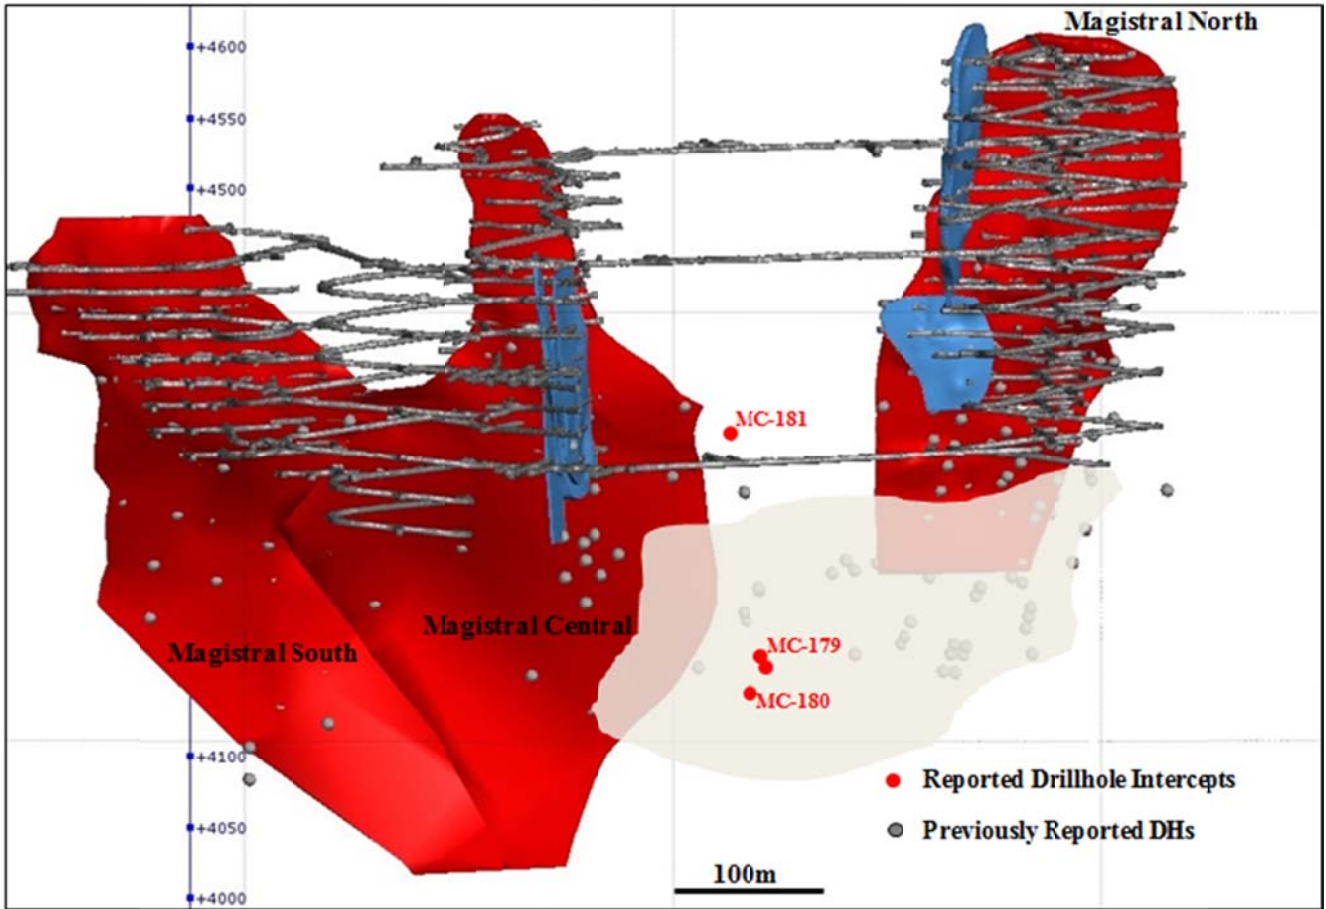 Magistral North
+4600
+4550
+4500
MC-181
Magistral Central
MC-179
Magistral South
MC-180
+4100
Reported Drillhole Intercepts
+4050
Previously Reported DHs
100m
+4000